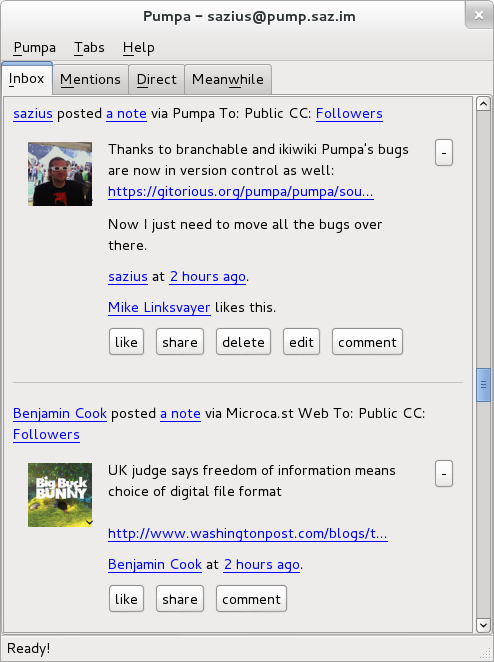 Pumpa - sazius@pump.saz.im
Pumpa Tabs Help
Inbox Mentions Direct Meanwhile
sazius posted a note via Pumpa To: Public CC: Followers
Thanks to branchable and ikiwiki Pumpa's bugs
are now in version control as well:
https://gitorious.org/pumpa/pumpa/sou...
-
Now I just need to move all the bugs over
there.
sazius at 2 hours ago.
Mike Linksvayer likes this.
like share delete edit comment
Benjamin Cook posted a note via Microca.st Web To: Public CC:
Followers
Big Buck
BUNNY
UK judge says freedom of information means
choice of digital file format
-
http://www.washingtonpost.com/blogs/t...
Benjamin Cook at 2 hours ago.
like share comment
Ready!